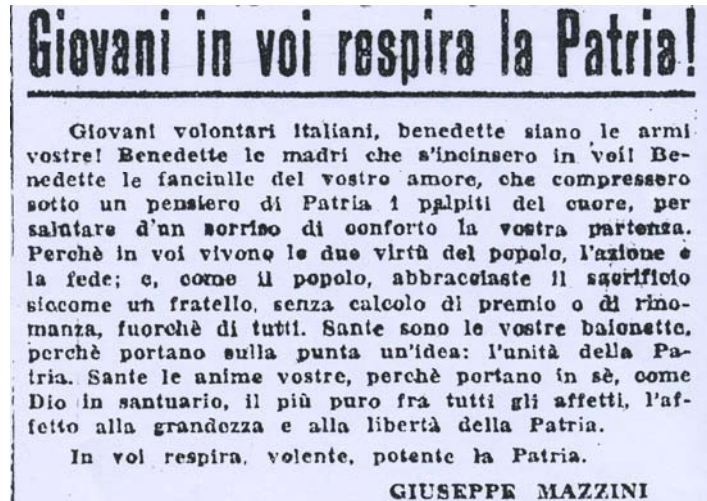 Giovani in voi respira la Patria!
Giovani volontari Italiani, benedette siano le armi
vostre! Benedette le madri che s'incinsero in voi! Be-
nedette le fanciulle del vostro amore, che compressero
sotto un pensiero di Patria i palpiti del cuore, per
salutare d'un sorriso di conforto la vostra partenza.
Perchè in voi vivono le due virtù del popolo, l'azione e
la fede; e, come il popolo, abbracciaste il sacrificio
siccome un fratello, senza calcolo di premio o di rino-
manza, fuorchè di tutti. Sante sono le vostre baionette,
perchè portano sulla punta un'idea: l'unità della Pa-
tria. Sante le anime vostre, perchè portano in sè, come
Dio in santuario, il più puro fra tutti gli affetti, l'af-
fetto alla grandezza e alla libertà della Patria.
In voi respira, volente, potente la Patria.
GIUSEPPE MAZZINI